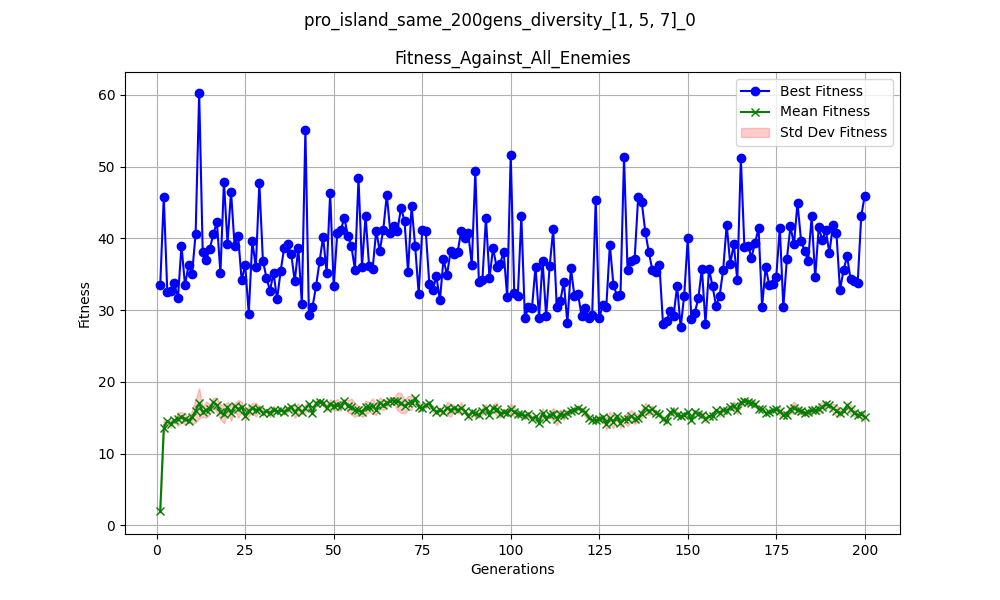 pro_island_same_200gens_diversity_[1, 5, 7]_0
Fitness_Against_All_Enemies
Best Fitness
Mean Fitness
Std Dev Fitness
Fitness
60
50
40
30
20
10
0
0 25 50 75 100 125 150 175 200
Generations